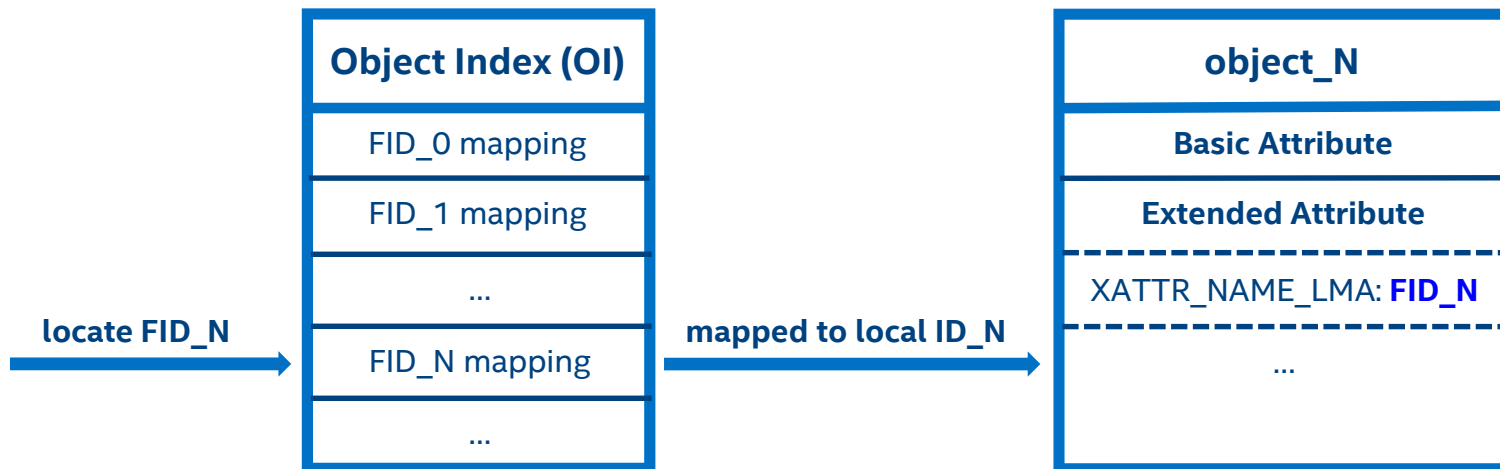 Object Index (OI)
FID_0 mapping
FID_1 mapping
...
FID_N mapping
...
locate FID_N
mapped to local ID_N
object_N
Basic Attribute
Extended Attribute
XATTR_NAME_LMA: FID_N
...